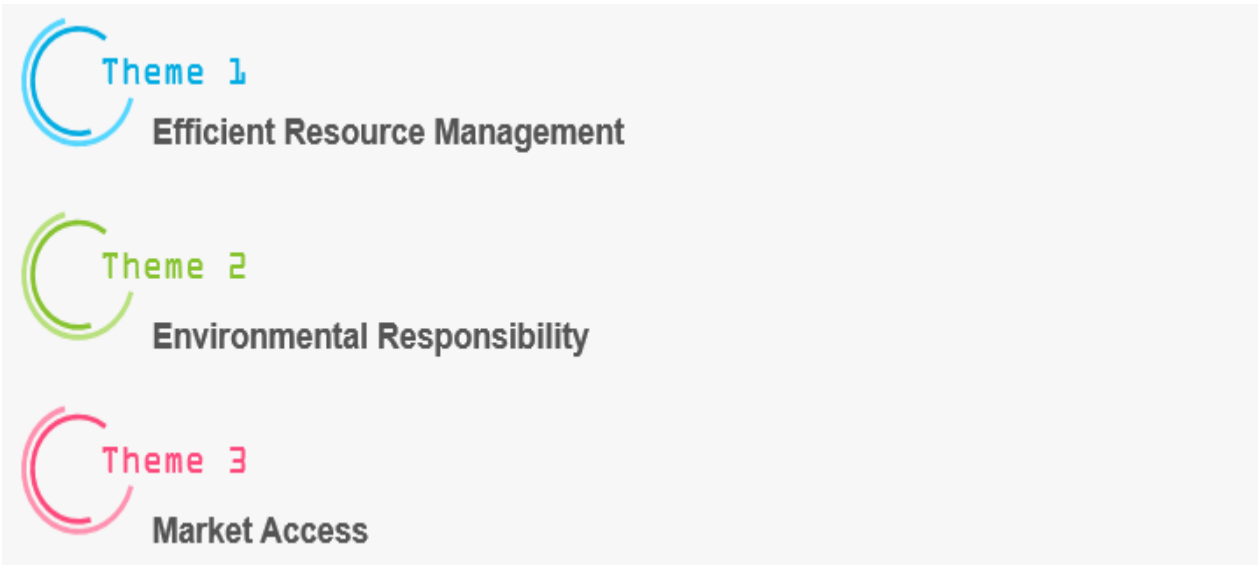 Theme 1
Efficient Resource Management
Theme 2
Environmental Responsibility
Theme 3
Market Access